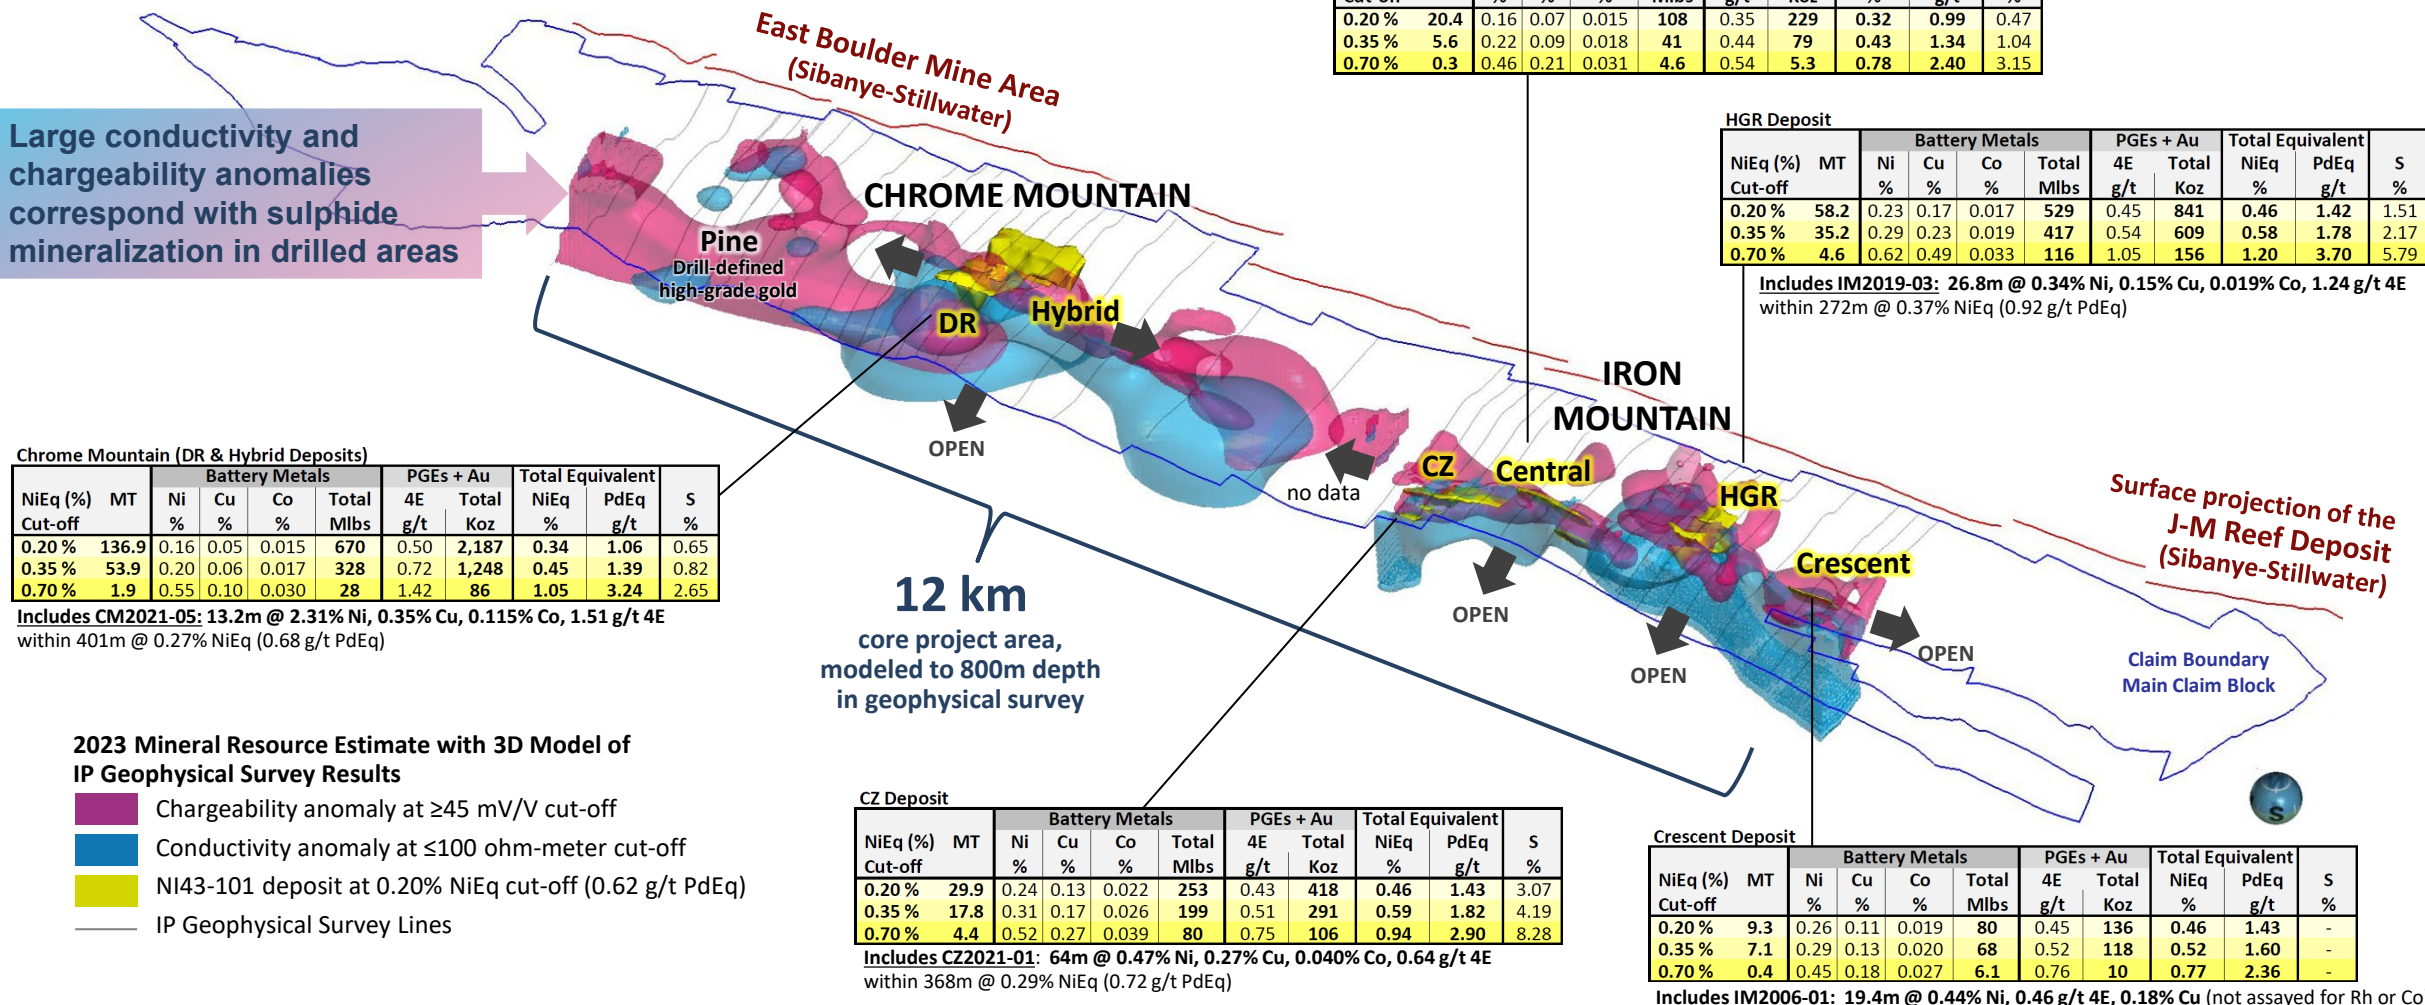 Cut-off % % % Mlbs g/t Koz % g/t %
0.20 % 20.4 0.16 0.07 0.015 108 0.35 229 0.32 0.99 0.47
0.35 % 5.6 0.22 0.09 0.018 41 0.44 79 0.43 1.34 1.04
0.70 % 0.3 0.46 0.21 0.031 4.6 0.54 5.3 0.78 2.40 3.15
East Boulder Mine Area
(Sibanye-Stillwater)
Large conductivity and
chargeability anomalies
correspond with sulphide
mineralization in drilled areas
HGR Deposit
Battery Metals PGEs + Au Total Equivalent
NiEq (%) MT Ni Cu Co Total 4E Total NiEq PdEq S
Cut-off % % % Mlbs g/t Koz % g/t %
0.20 % 58.2 0.23 0.17 0.017 529 0.45 841 0.46 1.42 1.51
0.35 % 35.2 0.29 0.23 0.019 417 0.54 609 0.58 1.78 2.17
0.70 % 4.6 0.62 0.49 0.033 116 1.05 156 1.20 3.70 5.79
Includes IM2019-03: 26.8m @ 0.34% Ni, 0.15% Cu, 0.019% Co, 1.24 g/t 4E
within 272m @ 0.37% NiEq (0.92 g/t PdEq)
CHROME MOUNTAIN
Pine
Drill-defined
high-grade gold
DR
Hybrid
OPEN
IRON
MOUNTAIN
CZ
Central
HGR
no data
Crescent
OPEN
OPEN
OPEN
Surface projection of the
J-M Reef Deposit
(Sibanye-Stillwater)
Claim Boundary
Main Claim Block
Chrome Mountain (DR & Hybrid Deposits)
Battery Metals PGEs + Au Total Equivalent
NiEq (%) MT Ni Cu Co Total 4E Total NiEq PdEq S
Cut-off % % % Mlbs g/t Koz % g/t %
0.20 % 136.9 0.16 0.05 0.015 670 0.50 2,187 0.34 1.06 0.65
0.35 % 53.9 0.20 0.06 0.017 328 0.72 1,248 0.45 1.39 0.82
0.70 % 1.9 0.55 0.10 0.030 28 1.42 86 1.05 3.24 2.65
Includes CM2021-05: 13.2m @ 2.31% Ni, 0.35% Cu, 0.115% Co, 1.51 g/t 4E
within 401m @ 0.27% NiEq (0.68 g/t PdEq)
12 km
core project area,
modeled to 800m depth
in geophysical survey
2023 Mineral Resource Estimate with 3D Model of
IP Geophysical Survey Results
Chargeability anomaly at ≥45 mV/V cut-off
Conductivity anomaly at ≤100 ohm-meter cut-off
NI43-101 deposit at 0.20% NiEq cut-off (0.62 g/t PdEq)
IP Geophysical Survey Lines
CZ Deposit
Battery Metals PGEs + Au Total Equivalent
NiEq (%) MT Ni Cu Co Total 4E Total NiEq PdEq S
Cut-off % % % Mlbs g/t Koz % g/t %
0.20 % 29.9 0.24 0.13 0.022 253 0.43 418 0.46 1.43 3.07
0.35 % 17.8 0.31 0.17 0.026 199 0.51 291 0.59 1.82 4.19
0.70 % 4.4 0.52 0.27 0.039 80 0.75 106 0.94 2.90 8.28
Includes CZ2021-01: 64m @ 0.47% Ni, 0.27% Cu, 0.040% Co, 0.64 g/t 4E
within 368m @ 0.29% NiEq (0.72 g/t PdEq)
S
Crescent Deposit
Battery Metals PGEs + Au Total Equivalent
NiEq (%) MT Ni Cu Co Total 4E Total NiEq PdEq S
Cut-off % % % Mlbs g/t Koz % g/t %
0.20 % 9.3 0.26 0.11 0.019 80 0.45 136 0.46 1.43 -
0.35 % 7.1 0.29 0.13 0.020 68 0.52 118 0.52 1.60 -
0.70 % 0.4 0.45 0.18 0.027 6.1 0.76 10 0.77 2.36 -
Includes IM2006-01: 19.4m @ 0.44% Ni, 0.46 g/t 4E, 0.18% Cu (not assayed for Rh or Co